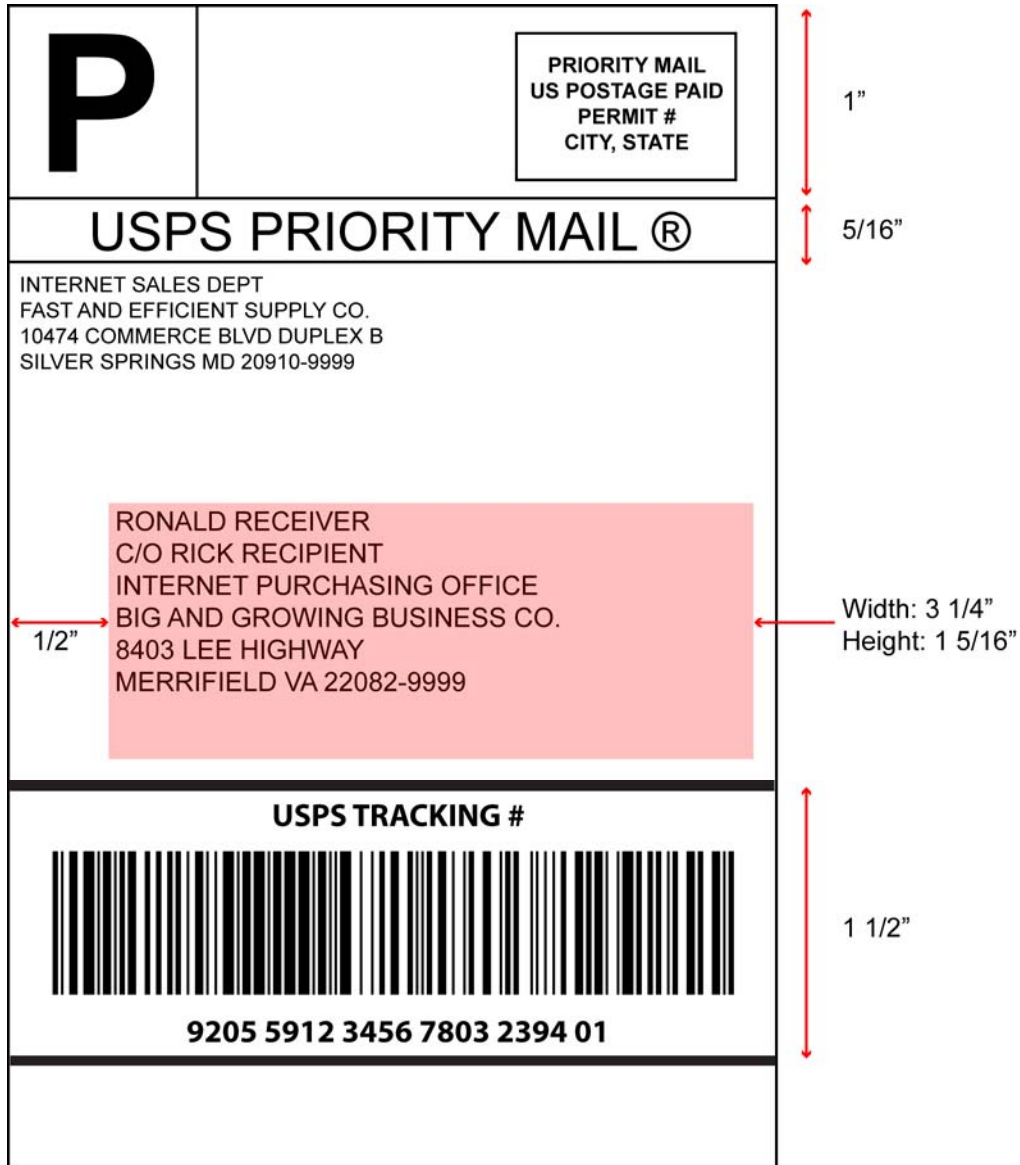 P
PRIORITY MAIL
US POSTAGE PAID
PERMIT #
CITY, STATE
1”
USPS PRIORITY MAIL ®
5/16”
INTERNET SALES DEPT
FAST AND EFFICIENT SUPPLY CO.
10474 COMMERCE BLVD DUPLEX B
SILVER SPRINGS MD 20910-9999
RONALD RECEIVER
C/O RICK RECIPIENT
INTERNET PURCHASING OFFICE
BIG AND GROWING BUSINESS CO.
8403 LEE HIGHWAY
MERRIFIELD VA 22082-9999
1/2”
Width: 3 1/4”
Height: 1 5/16”
USPS TRACKING #
9205 5912 3456 7803 2394 01
1 1/2”